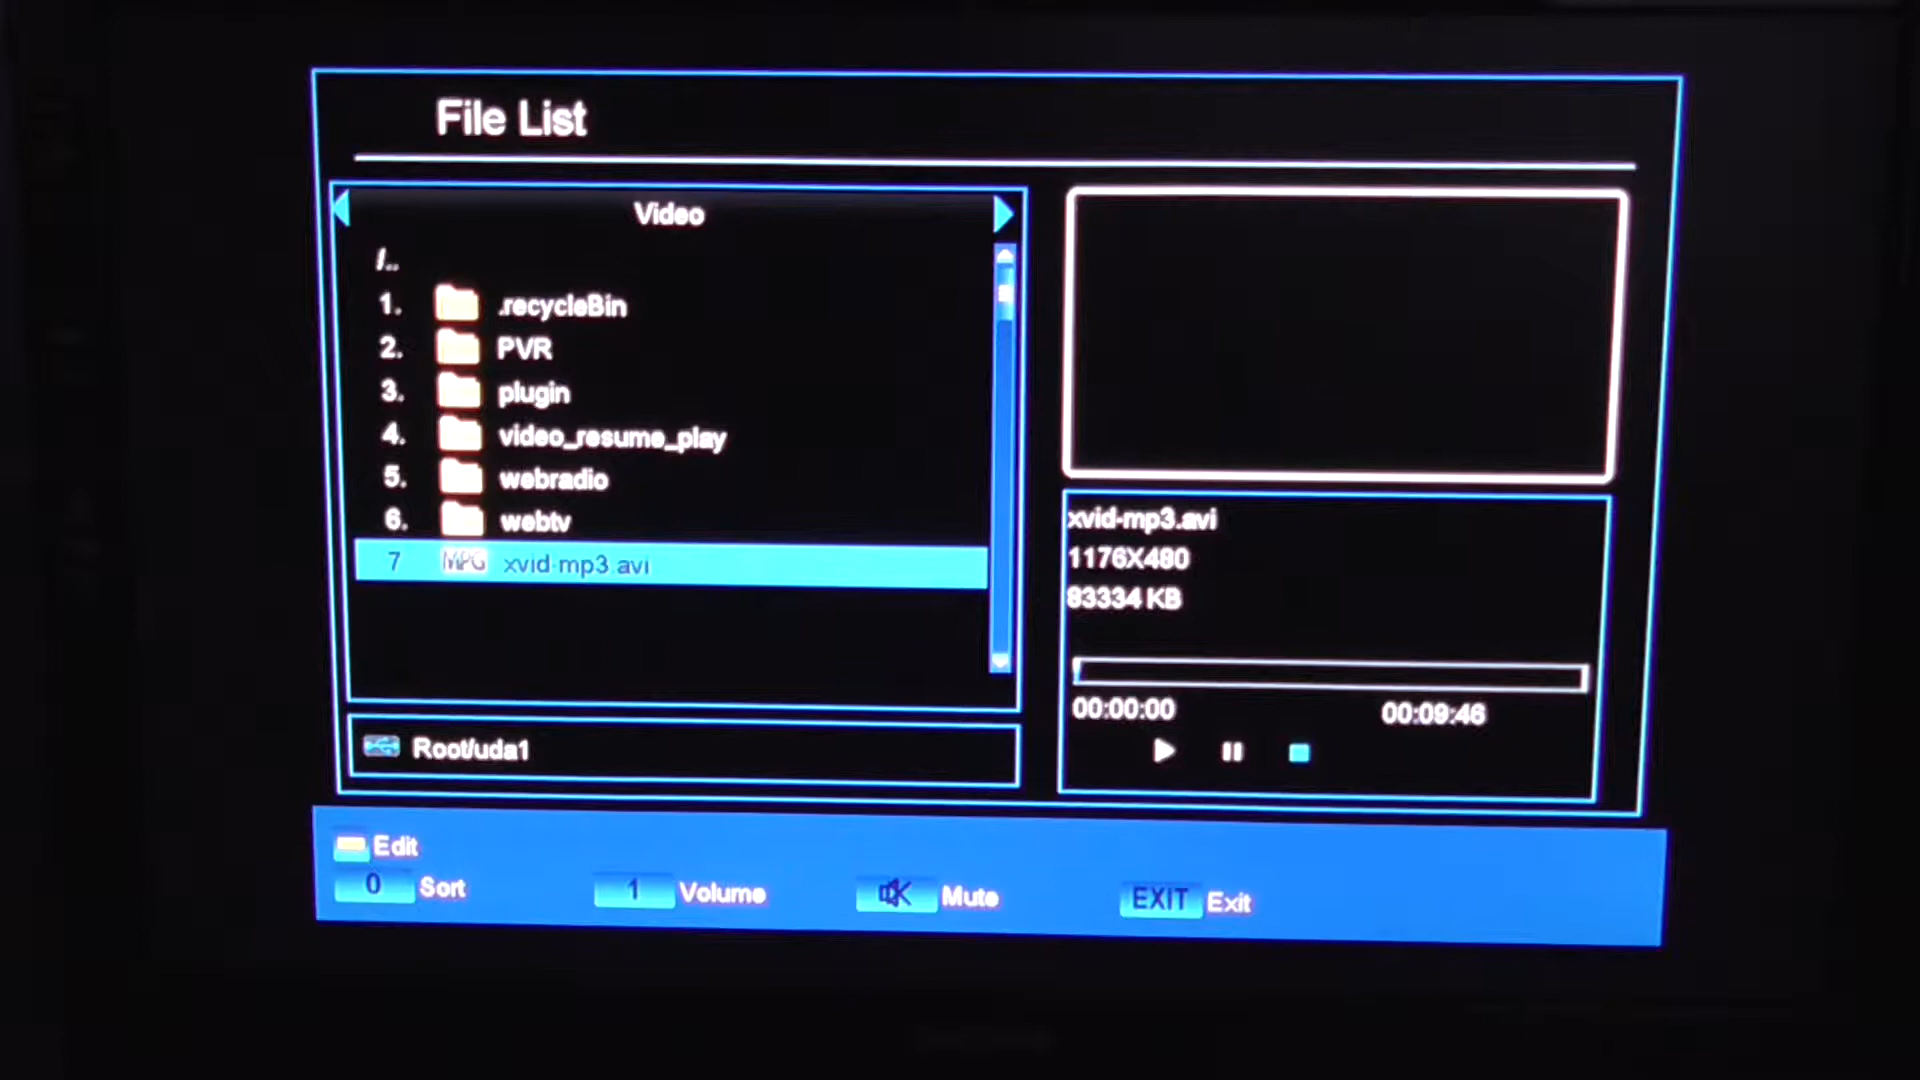 File List
Video
/..
1. .recycleBin
2. PVR
3. plugin
4. video_resume_play
5. webradio
6. webtv
7 MPG xvid-mp3.avi
Root/uda1
xvid-mp3.avi
1176X480
83334 KB
00:00:00 00:09:46
Edit
0 Sort 1 Volume Mute EXIT Exit